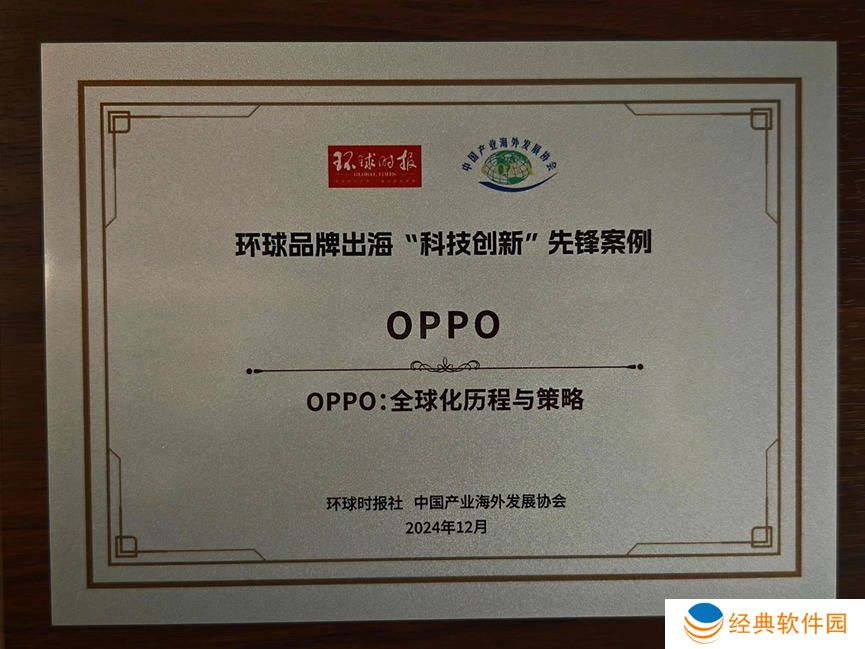 环球时报
GLOBAL TIMES
中国产业海外发展协会
环球品牌出海“科技创新”先锋案例
OPPO
OPPO:全球化历程与策略
环球时报社 中国产业海外发展协会
2024年12月
经典软件园